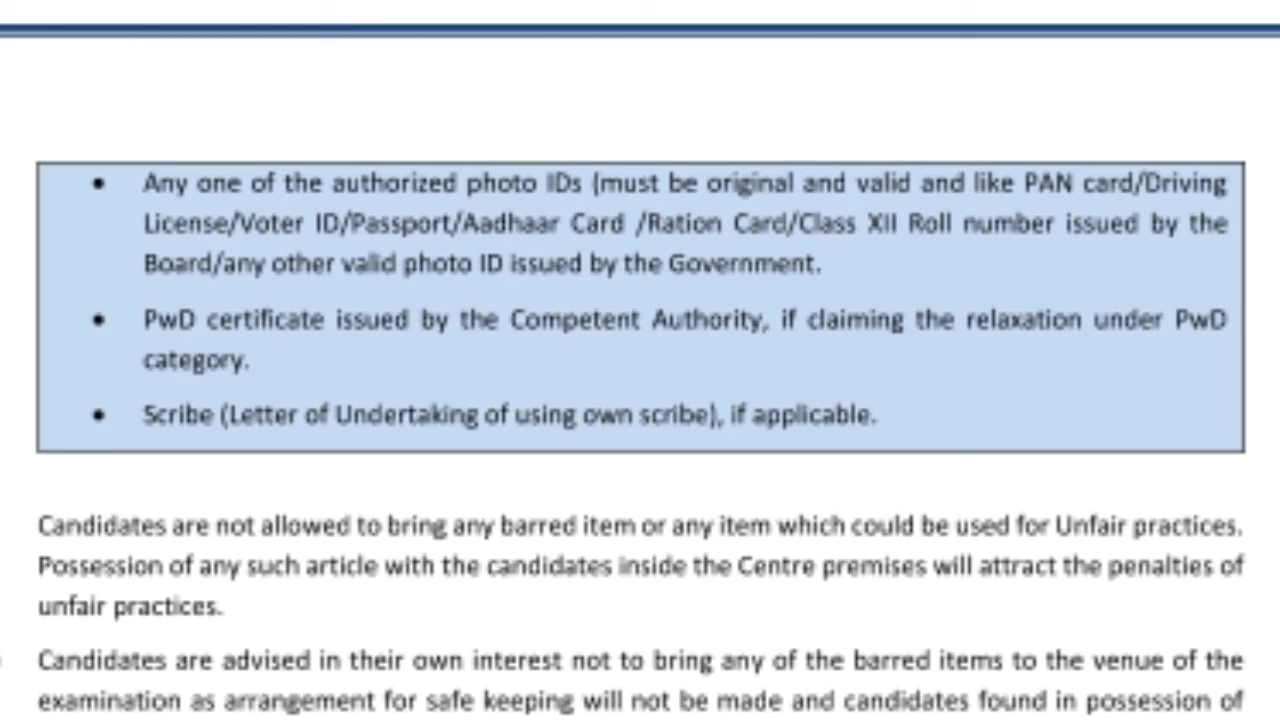 • Any one of the authorized photo IDs (must be original and valid and like PAN card/Driving
License/Voter ID/Passport/Aadhaar Card /Ration Card/Class XII Roll number issued by the
Board/any other valid photo ID issued by the Government.
• PwD certificate issued by the Competent Authority, if claiming the relaxation under PwD
category.
• Scribe (Letter of Undertaking of using own scribe), if applicable.
Candidates are not allowed to bring any barred item or any item which could be used for Unfair practices.
Possession of any such article with the candidates inside the Centre premises will attract the penalties of
unfair practices.
Candidates are advised in their own interest not to bring any of the barred items to the venue of the
examination as arrangement for safe keeping will not be made and candidates found in possession of